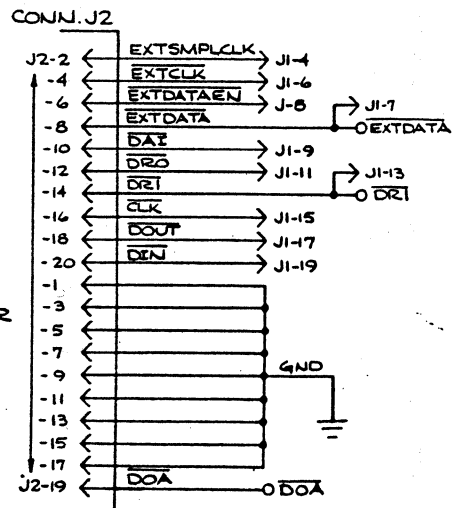 CONN. J2
J2-2 EXTSMPLCLK J1-4
-4 EXTCLK J1-6
-6 EXTDATAEN J-8
-8 EXTDATA J1-7
EXTDATA
-10 DAI J1-9
-12 DRO J1-11 J1-13
-14 DRI DRI
-16 CLK J1-15
-18 DOUT J1-17
-20 DIN J1-19
-1
-3
-5
-7
-9 GND
-11
-13
-15
-17
J2-19 DOA DOA